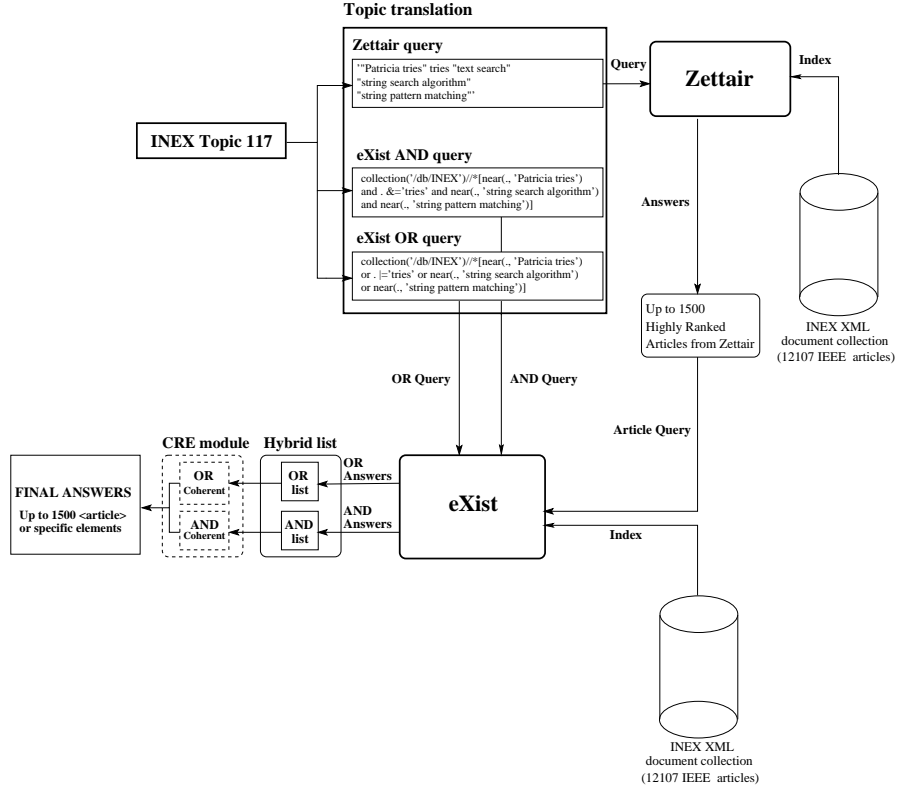 Topic translation
Zettair query
'"Patricia tries" tries "text search"
"string search algorithm"
"string pattern matching"'
Query
Zettair
Index
INEX Topic 117
eXist AND query
collection('/db/INEX')//*[near(., 'Patricia tries')
and . &='tries' and near(., 'string search algorithm')
and near(., 'string pattern matching')]
Answers
eXist OR query
collection('/db/INEX')//*[near(., 'Patricia tries')
or . |='tries' or near(., 'string search algorithm')
or near(., 'string pattern matching')]
Up to 1500
Highly Ranked
Articles from Zettair
INEX XML
document collection
(12107 IEEE articles)
OR Query
AND Query
Article Query
CRE module
Hybrid list
OR
Answers
OR
Coherent
OR
list
AND
Answers
AND
Coherent
AND
list
FINAL ANSWERS
Up to 1500 <article>
or specific elements
eXist
Index
INEX XML
document collection
(12107 IEEE articles)